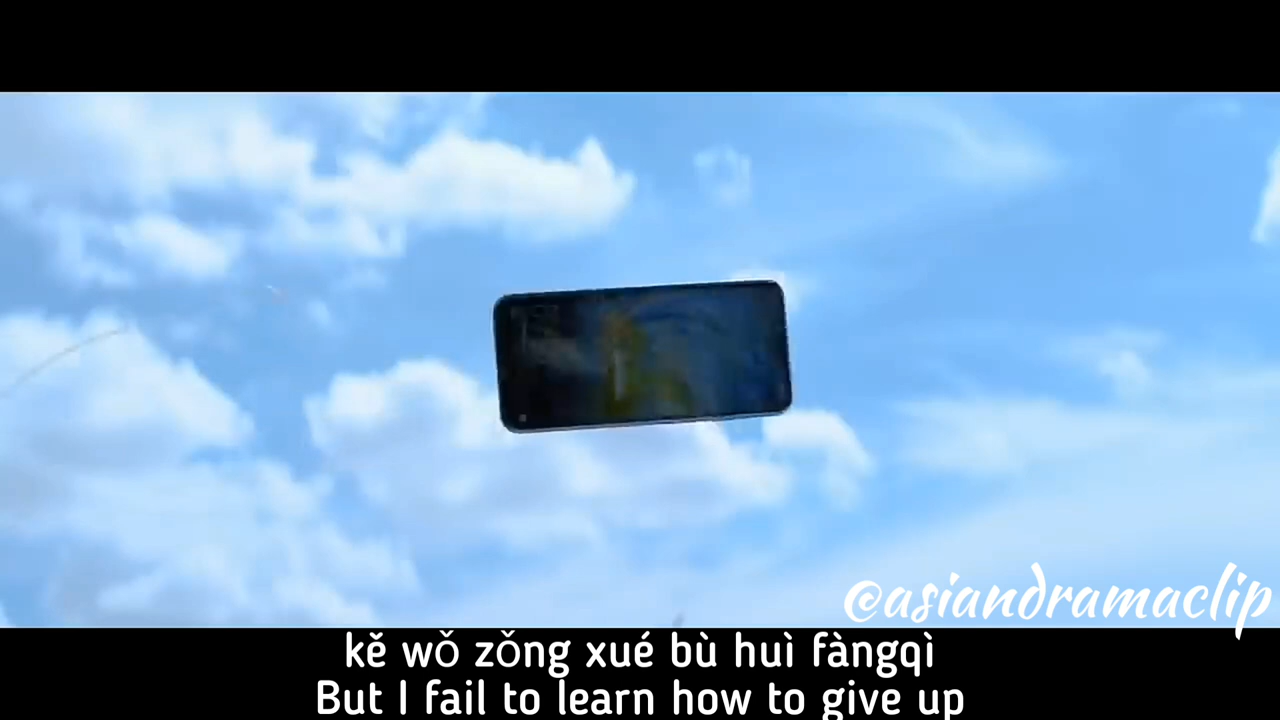 @asiandramaclip
kě wǒ zǒng xué bù huì fàngqì
But I fail to learn how to give up